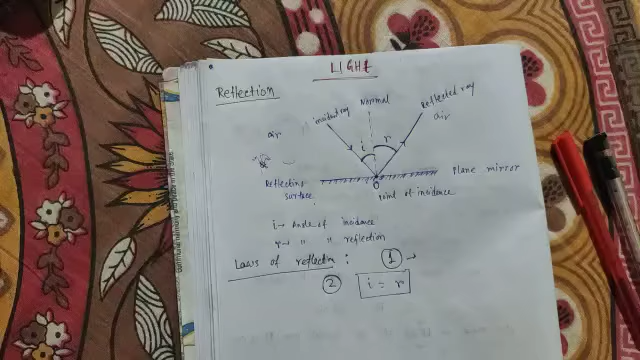 LIGHT
Reflection
Normal
incident ray
Reflected ray
air
air
i
r
Reflecting
surface
Plane mirror
O
Point of incidence
i → Angle of incidence
r → " " reflection
Laws of reflection : ① →
② i = r